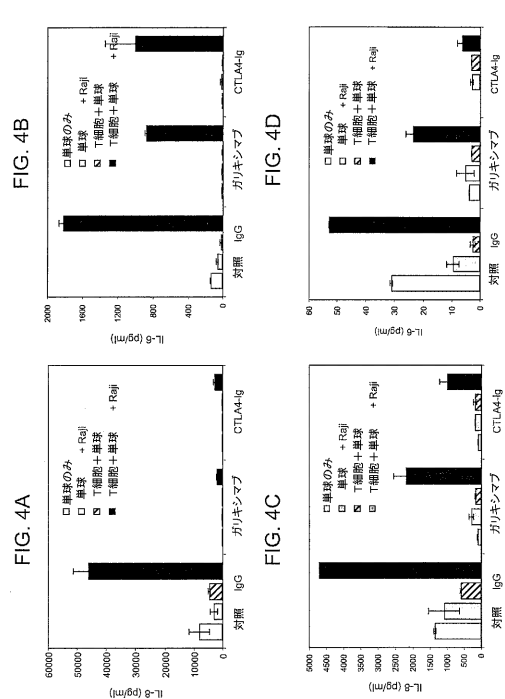 FIG. 4A
IL-8 (pg/ml)
60000
50000
40000
30000
20000
10000
0
単球のみ
単球 + Raji
T細胞+単球
T細胞+単球 + Raji
対照 IgG ガリキシマブ CTLA4-Ig
FIG. 4B
IL-6 (pg/ml)
2000
1600
1200
800
400
0
単球のみ
単球 + Raji
T細胞+単球
T細胞+単球 + Raji
対照 IgG ガリキシマブ CTLA4-Ig
FIG. 4C
IL-8 (pg/ml)
5000
4500
4000
3500
3000
2500
2000
1500
1000
500
0
単球のみ
単球 + Raji
T細胞+単球
T細胞+単球 + Raji
対照 IgG ガリキシマブ CTLA4-Ig
FIG. 4D
IL-6 (pg/ml)
60
50
40
30
20
10
0
単球のみ
単球 + Raji
T細胞+単球
T細胞+単球 + Raji
対照 IgG ガリキシマブ CTLA4-Ig